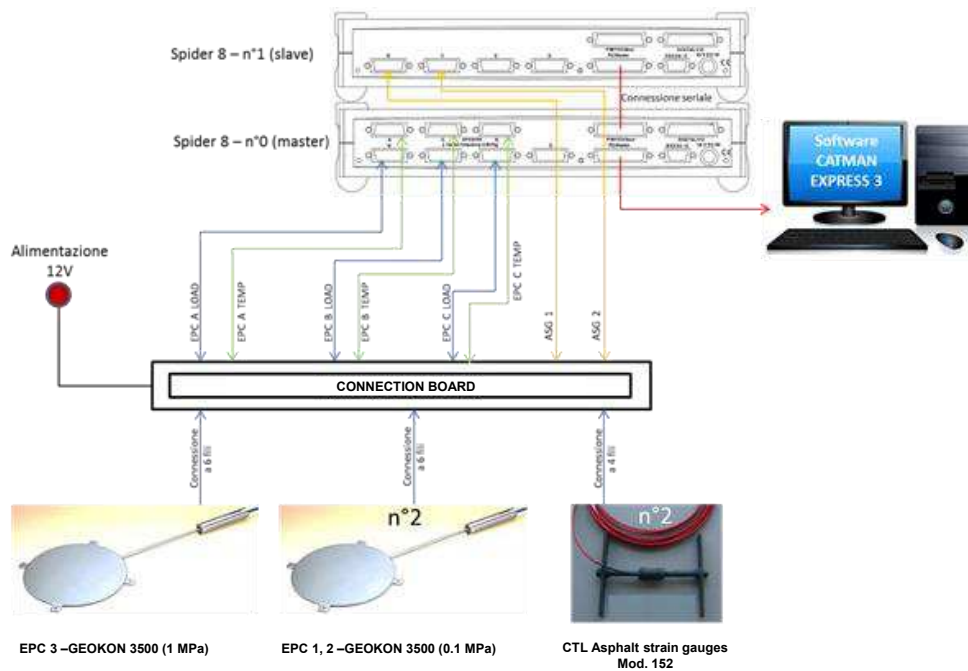 Spider 8 – n°1 (slave)
Connessione seriale
Spider 8 – n°0 (master)
Software
CATMAN
EXPRESS 3
Alimentazione
12V
EPC A LOAD
EPC A TEMP
EPC B LOAD
EPC B TEMP
EPC C LOAD
EPC C TEMP
ASG 1
ASG 2
CONNECTION BOARD
Connessione
a 6 fili
Connessione
a 6 fili
Connessione
a 4 fili
n°2
n°2
EPC 3 –GEOKON 3500 (1 MPa)
EPC 1, 2 –GEOKON 3500 (0.1 MPa)
CTL Asphalt strain gauges
Mod. 152